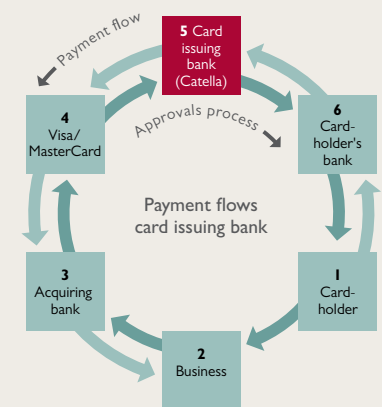 Payment flow
5 Card
issuing
bank
(Catella)
4
Visa/
MasterCard
Approvals process
6
Card-
holder's
bank
Payment flows
card issuing bank
3
Acquiring
bank
1
Card-
holder
2
Business